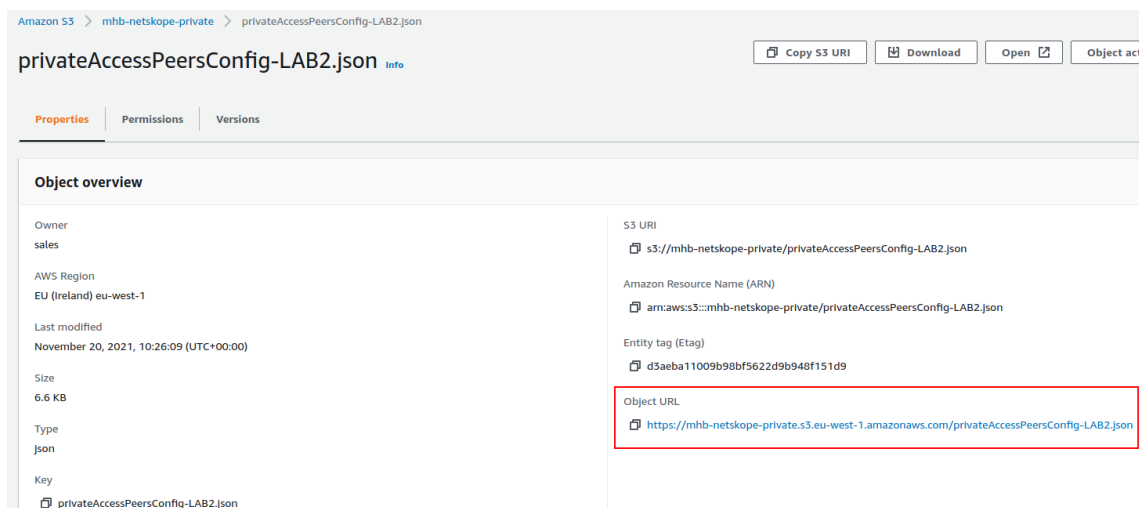 Amazon S3 > mhb-netskope-private > privateAccessPeersConfig-LAB2.json
privateAccessPeersConfig-LAB2.json Info
Copy S3 URI Download Open Object act
Properties Permissions Versions
Object overview
Owner
sales
AWS Region
EU (Ireland) eu-west-1
Last modified
November 20, 2021, 10:26:09 (UTC+00:00)
Size
6.6 KB
Type
json
Key
privateAccessPeersConfig-LAB2.json
S3 URI
s3://mhb-netskope-private/privateAccessPeersConfig-LAB2.json
Amazon Resource Name (ARN)
arn:aws:s3:::mhb-netskope-private/privateAccessPeersConfig-LAB2.json
Entity tag (Etag)
d3aeba11009b98bf5622d9b948f151d9
Object URL
https://mhb-netskope-private.s3.eu-west-1.amazonaws.com/privateAccessPeersConfig-LAB2.json